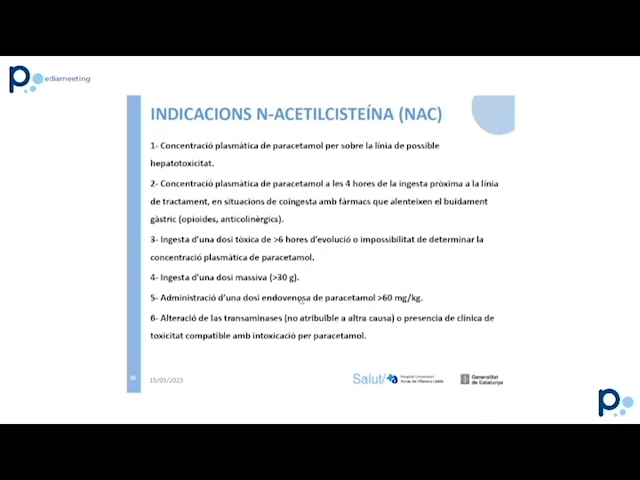 Pediameeting
INDICACIONS N-ACETILCISTEÍNA (NAC)
1- Concentració plasmàtica de paracetamol per sobre la línia de possible
hepatotoxicitat.
2- Concentració plasmàtica de paracetamol a les 4 hores de la ingesta pròxima a la línia
de tractament, en situacions de coingesta amb fàrmacs que alenteixen el buidament
gàstric (opioides, anticolinèrgics).
3- Ingesta d'una dosi tòxica de >6 hores d'evolució o impossibilitat de determinar la
concentració plasmàtica de paracetamol.
4- Ingesta d'una dosi massiva (>30 g).
5- Administració d'una dosi endovenosa de paracetamol >60 mg/kg.
6- Alteració de les transaminases (no atribuïble a altra causa) o presencia de clínica de
toxicitat compatible amb intoxicació per paracetamol.
15/03/2023
Salut/
Hospital Universitari
Arnau de Vilanova Lleida
Generalitat
de Catalunya
p